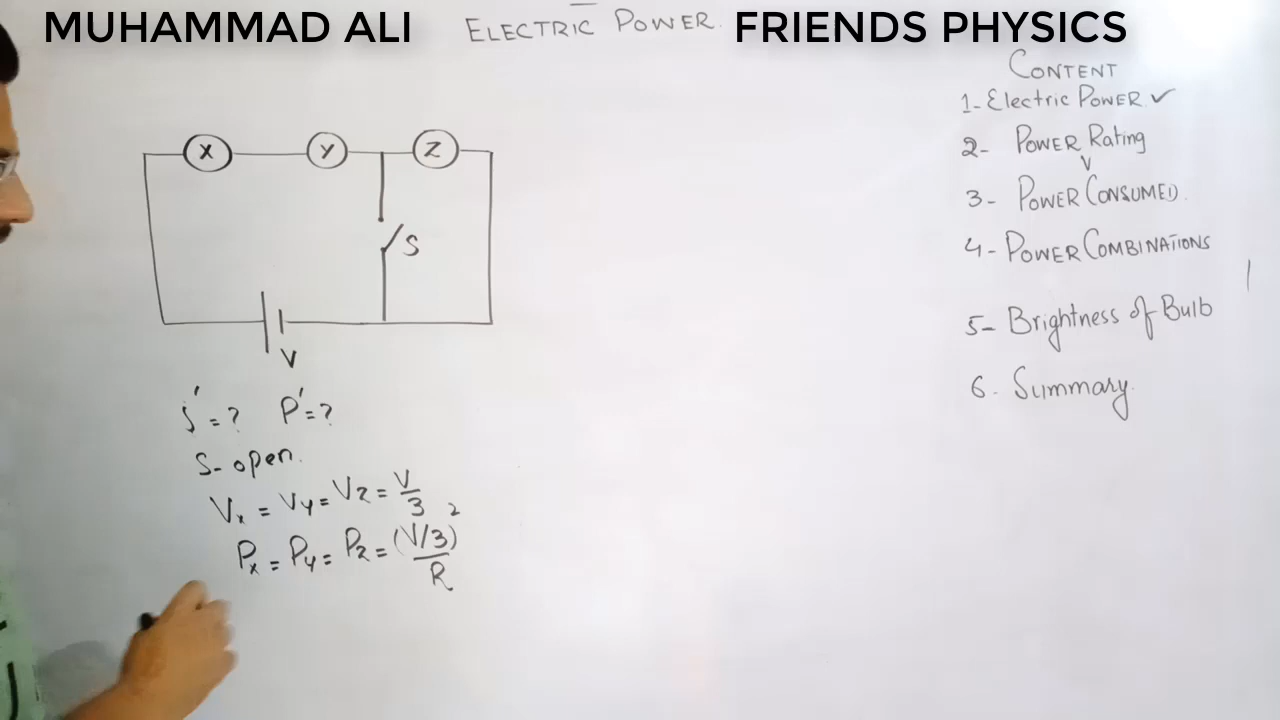 MUHAMMAD ALI ELECTRIC POWER. FRIENDS PHYSICS
CONTENT
1- Electric POWER ✓
2- POWER Rating
V
3- POWER CONSUMED.
4- POWER COMBINATIONS
5- Brightness of Bulb
6. Summary.
X Y Z
S
V
P'=?
S- open.
Vx = Vy = Vz = V/3
Px = Py = Pz = (V/3)²/R